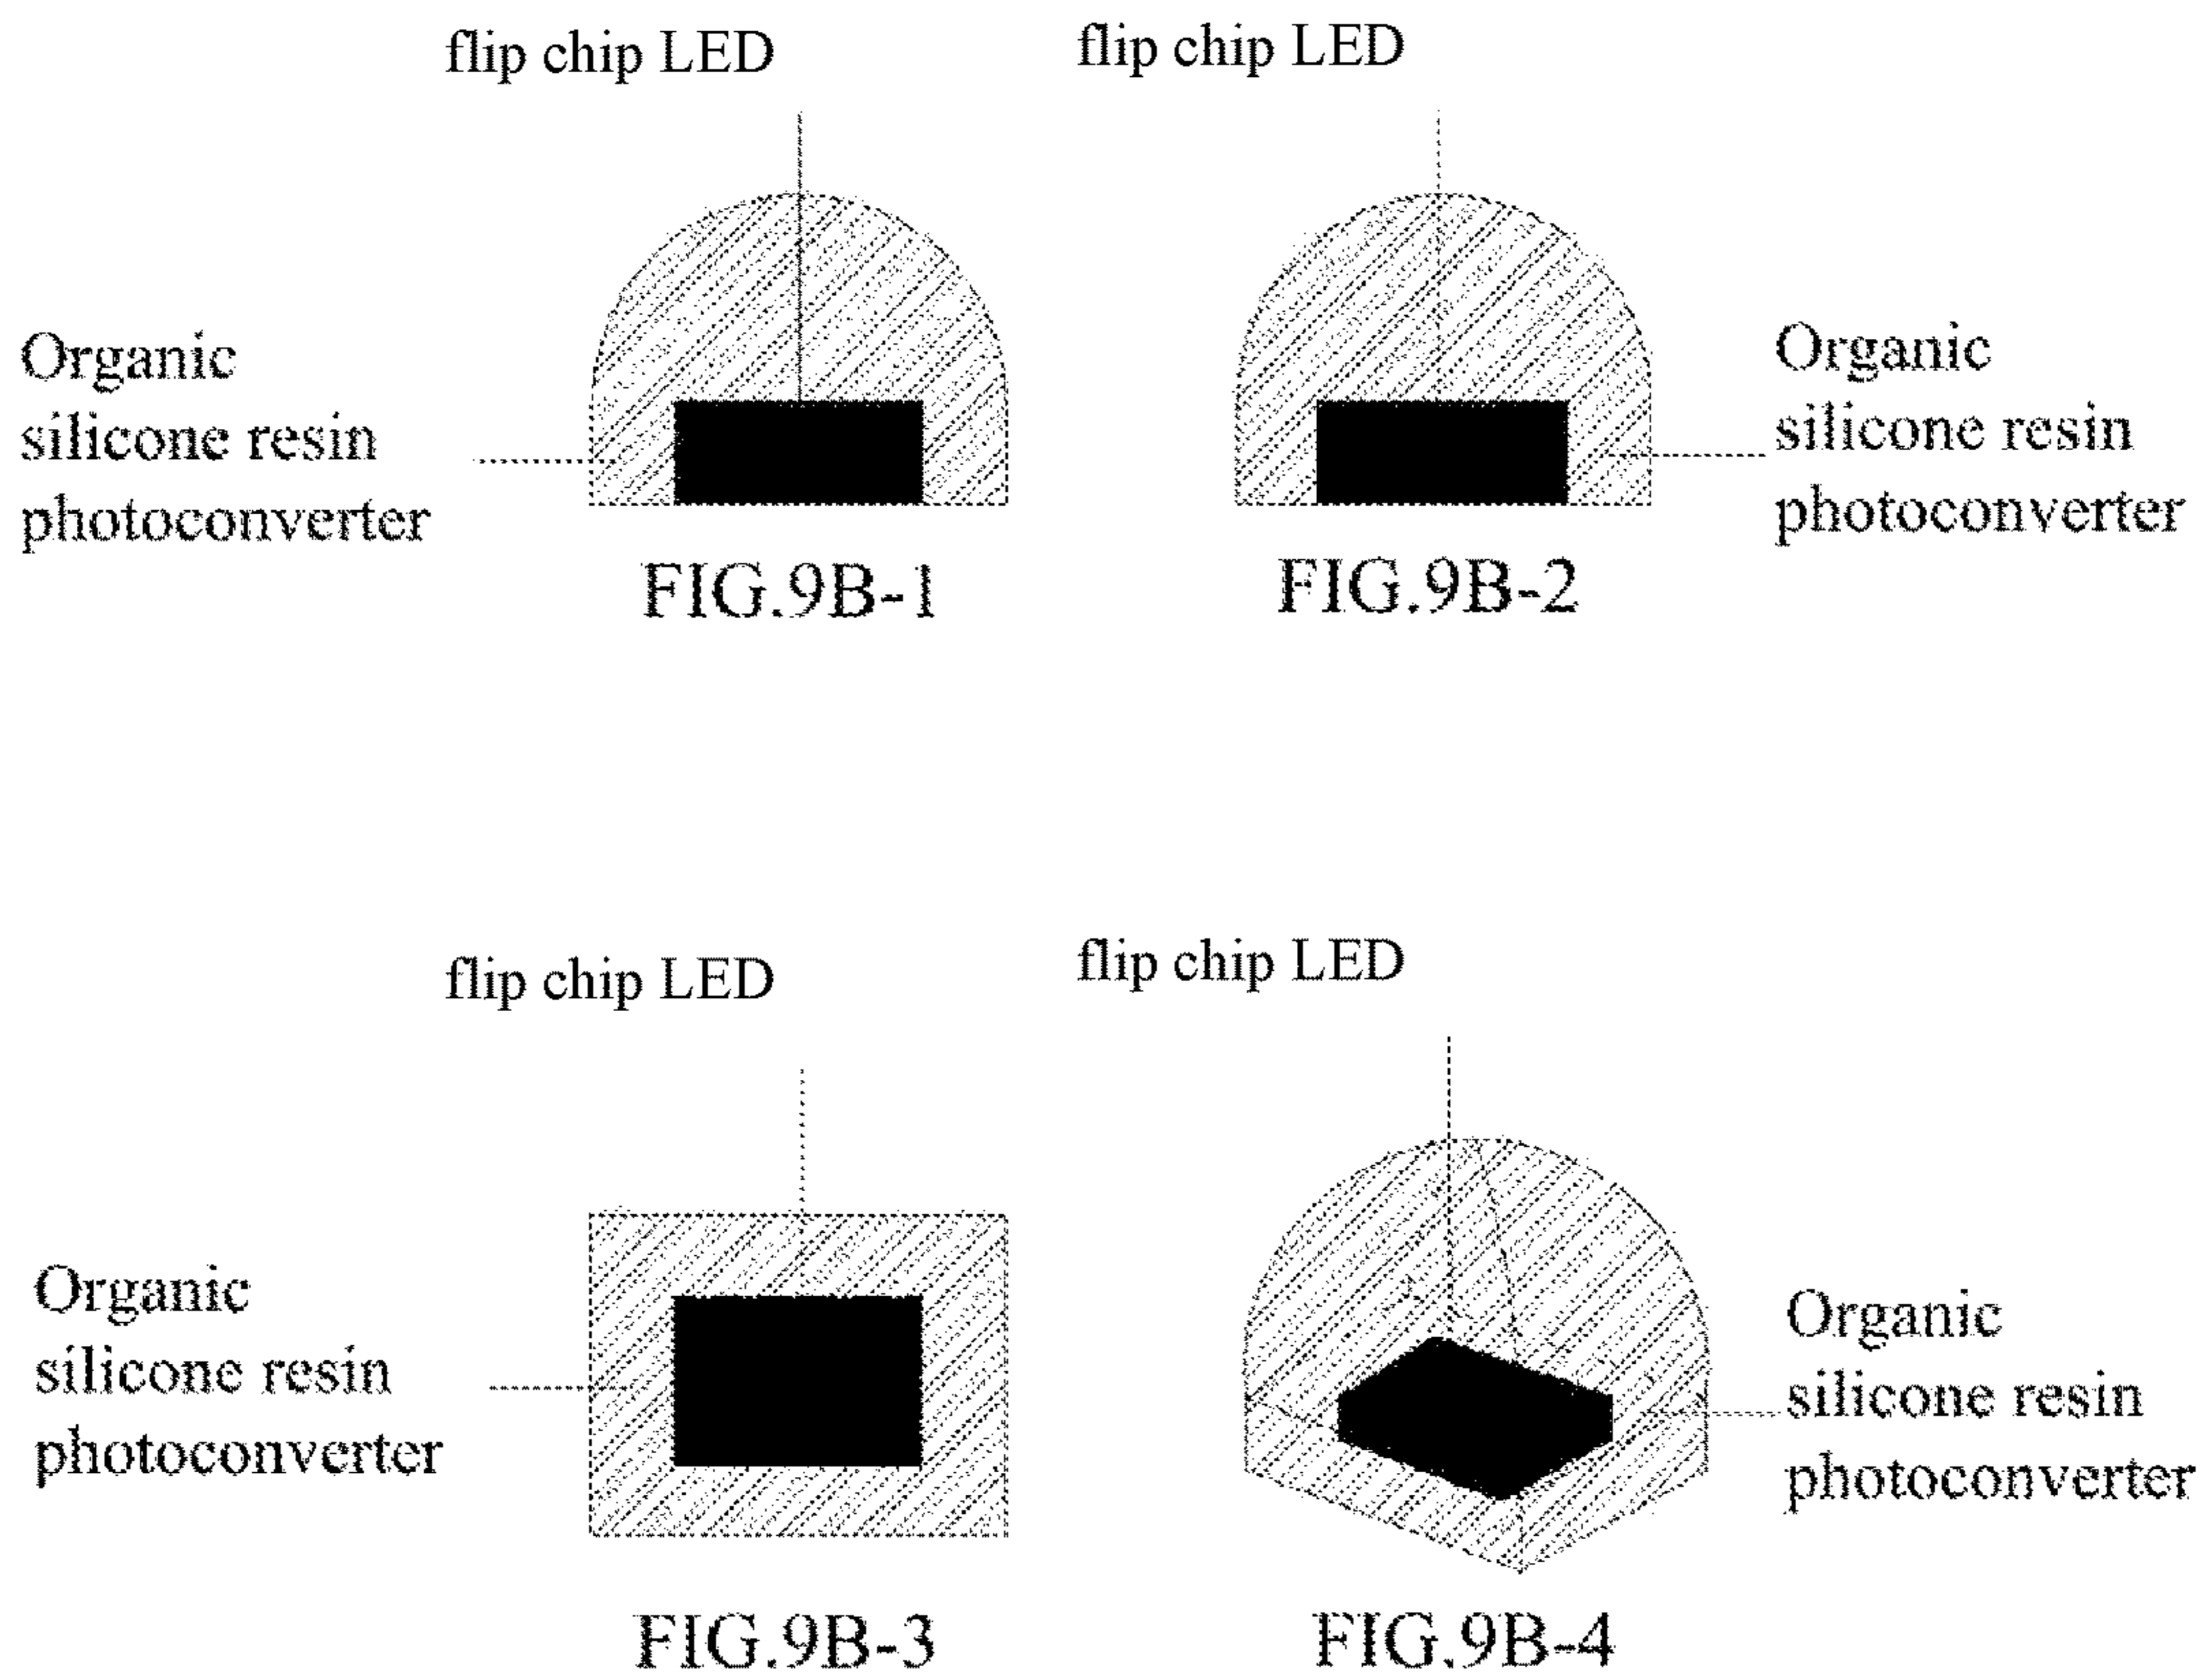 flip chip LED
flip chip LED
Organic
silicone resin
photoconverter
Organic
silicone resin
photoconverter
FIG.9B-1
FIG.9B-2
flip chip LED
flip chip LED
Organic
silicone resin
photoconverter
Organic
silicone resin
photoconverter
FIG.9B-3
FIG.9B-4